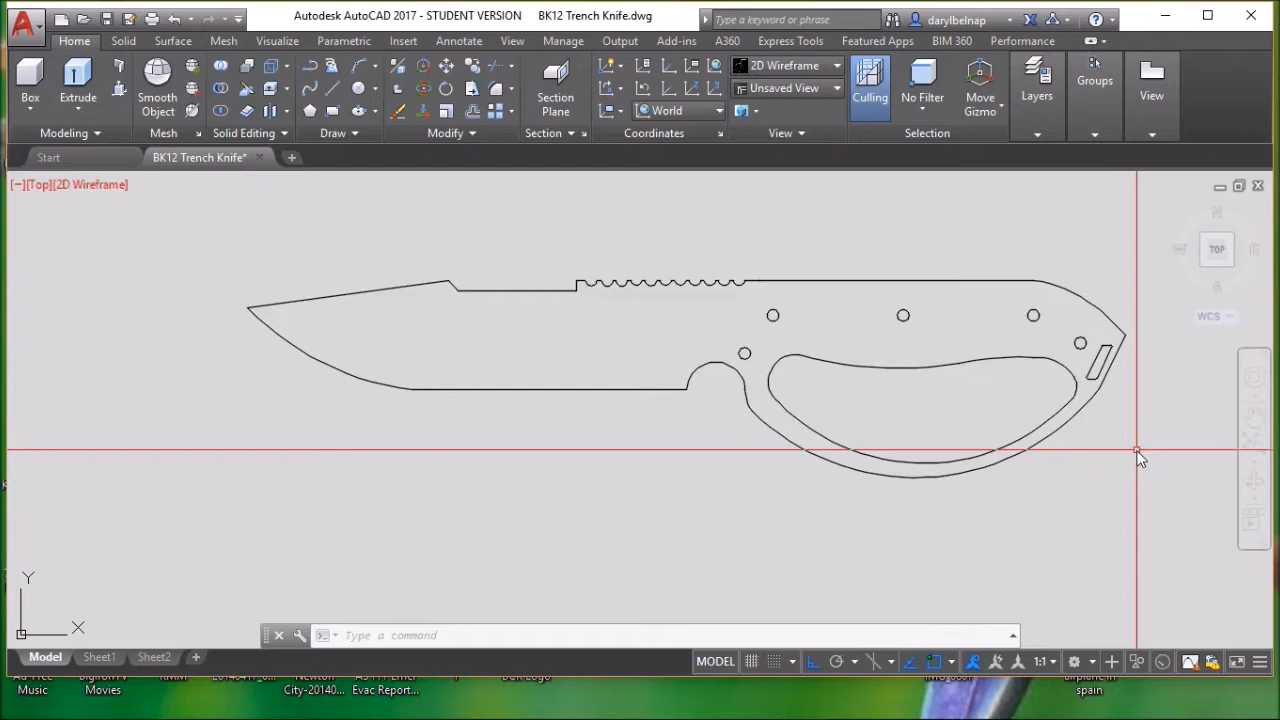 Autodesk AutoCAD 2017 - STUDENT VERSION BK12 Trench Knife.dwg Type a keyword or phrase darylbelnap
Home Solid Surface Mesh Visualize Parametric Insert Annotate View Manage Output Add-ins A360 Express Tools Featured Apps BIM 360 Performance
2D Wireframe
Unsaved View
World
Box Extrude Smooth Object Section Plane Culling No Filter Move Gizmo Layers Groups View
Modeling Mesh Solid Editing Draw Modify Section Coordinates View Selection
Start BK12 Trench Knife*
[−][Top][2D Wireframe]
N
W TOP E
S
WCS
Y
X
Type a command
Model Sheet1 Sheet2 MODEL 1:1
Music Movies City-20140... Evac Report... spain